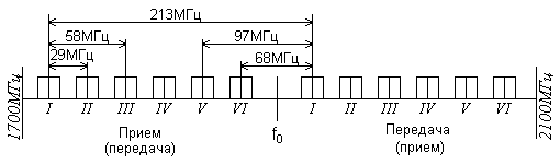 213МГц
58МГц 97МГц
29МГц 68МГц
1700МГц 2100МГц
I II III IV V VI I II III IV V VI
Прием f₀ Передача
(передача) (прием)